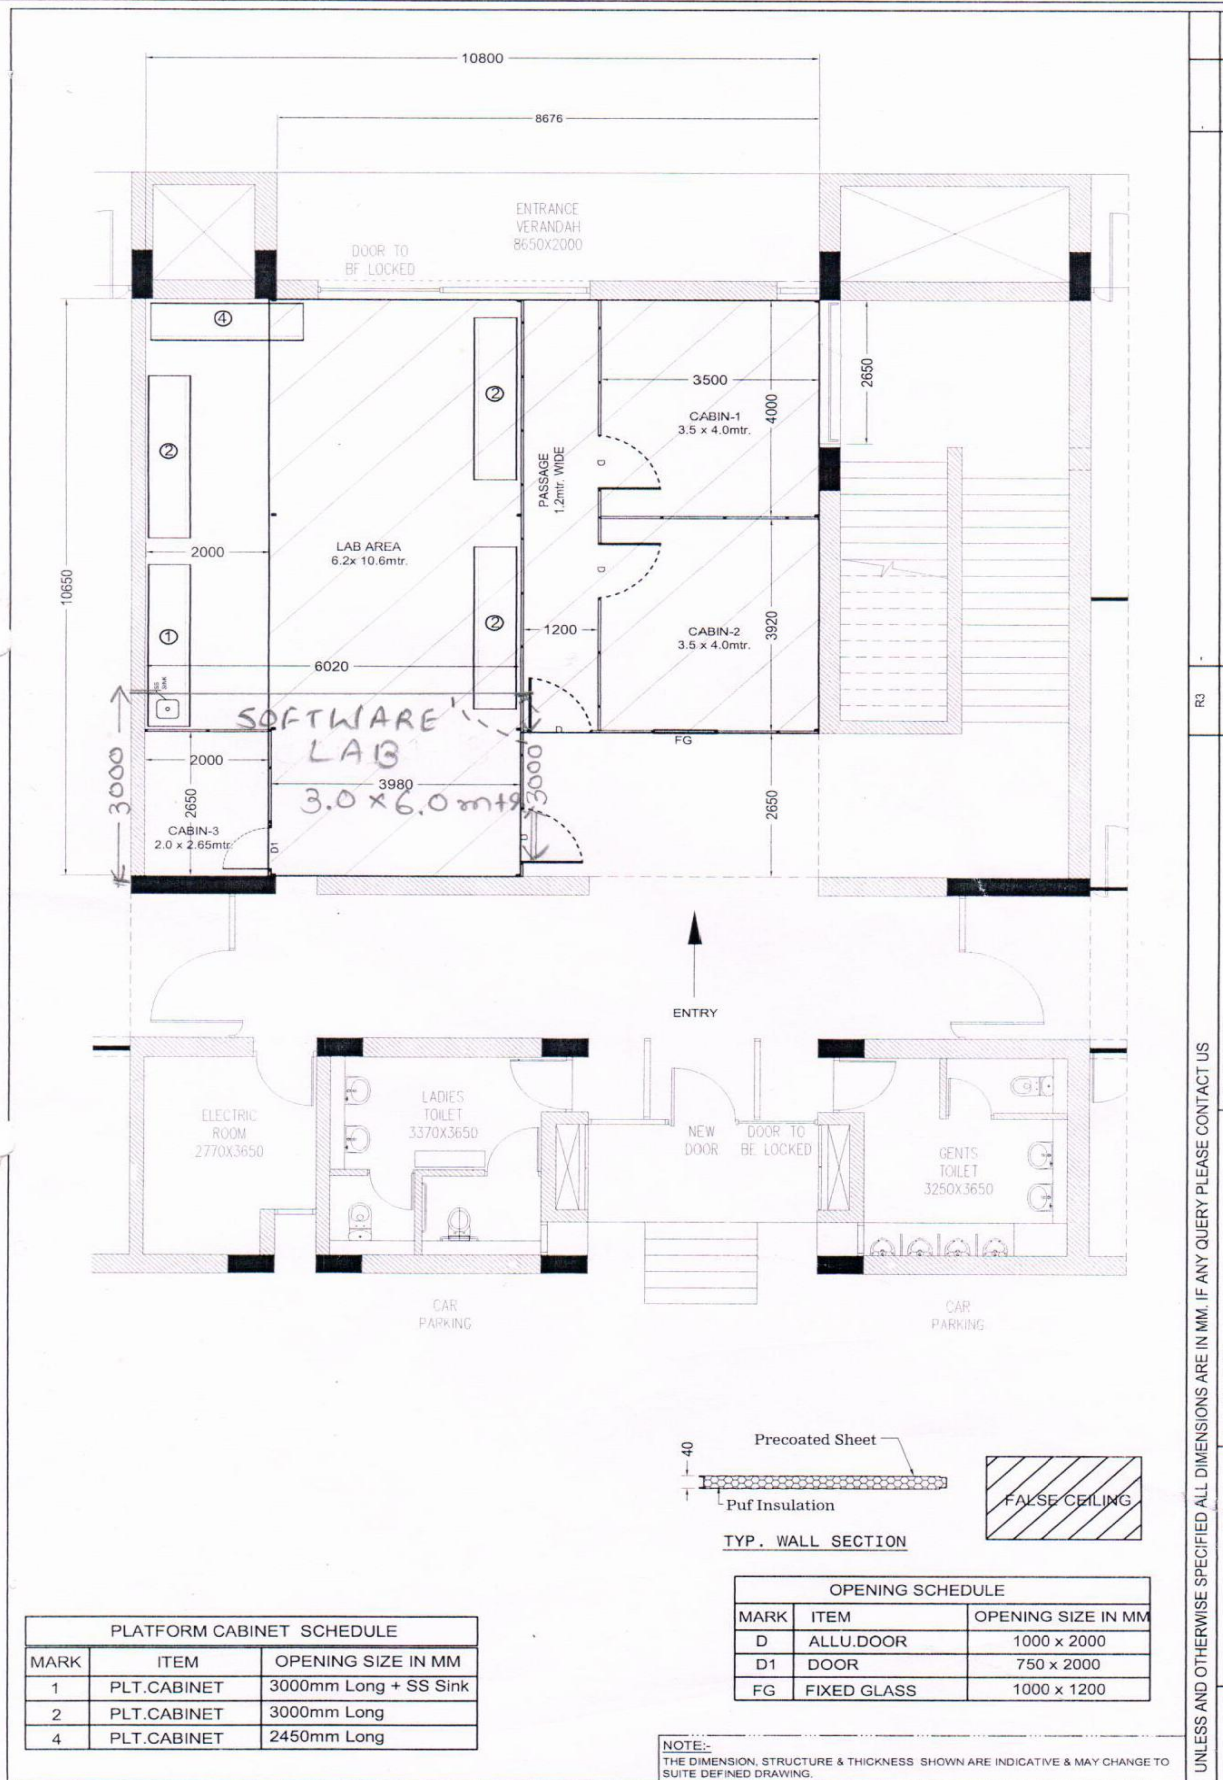 10800
8676
ENTRANCE
VERANDAH
8650X2000
DOOR TO
BF LOCKED
4
2
2
3500
4000
2650
CABIN-1
3.5 x 4.0mtr.
D
PASSAGE
1.2mtr. WIDE
2000
LAB AREA
6.2x 10.6mtr.
10650
D
1
2
1200
CABIN-2
3.5 x 4.0mtr.
3920
6020
SS
SINK
SOFTWARE
LAB
3.0 x 6.0 mtr
D
FG
3000
2000
2650
3980
3000
2650
CABIN-3
2.0 x 2.65mtr.
D1
D
ENTRY
ELECTRIC
ROOM
2770X3650
LADIES
TOILET
3370X3650
NEW
DOOR
DOOR TO
BE LOCKED
GENTS
TOILET
3250X3650
CAR
PARKING
CAR
PARKING
40
Precoated Sheet
Puf Insulation
TYP. WALL SECTION
FALSE CEILING
OPENING SCHEDULE
MARK ITEM OPENING SIZE IN MM
D ALLU.DOOR 1000 x 2000
D1 DOOR 750 x 2000
FG FIXED GLASS 1000 x 1200
PLATFORM CABINET SCHEDULE
MARK ITEM OPENING SIZE IN MM
1 PLT.CABINET 3000mm Long + SS Sink
2 PLT.CABINET 3000mm Long
4 PLT.CABINET 2450mm Long
NOTE:-
THE DIMENSION, STRUCTURE & THICKNESS SHOWN ARE INDICATIVE & MAY CHANGE TO
SUITE DEFINED DRAWING.
R3
UNLESS AND OTHERWISE SPECIFIED ALL DIMENSIONS ARE IN MM. IF ANY QUERY PLEASE CONTACT US